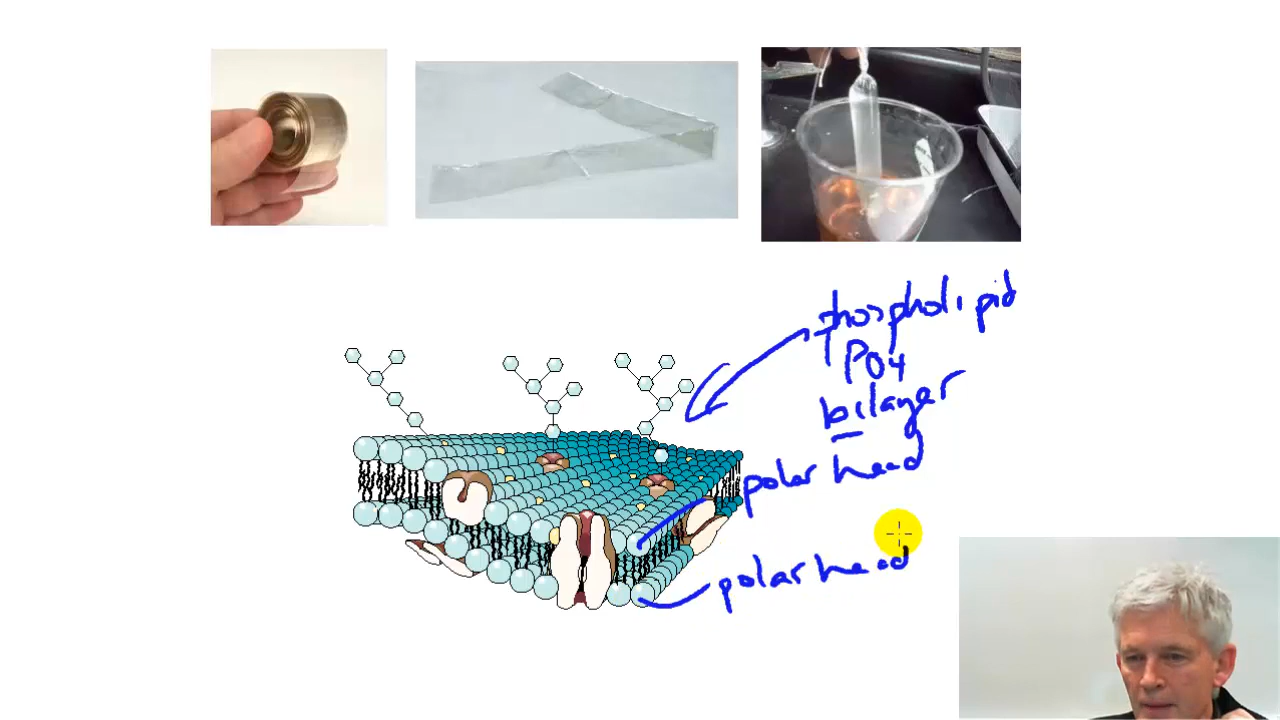 phospholipid
PO4
bilayer
polar head
polar head